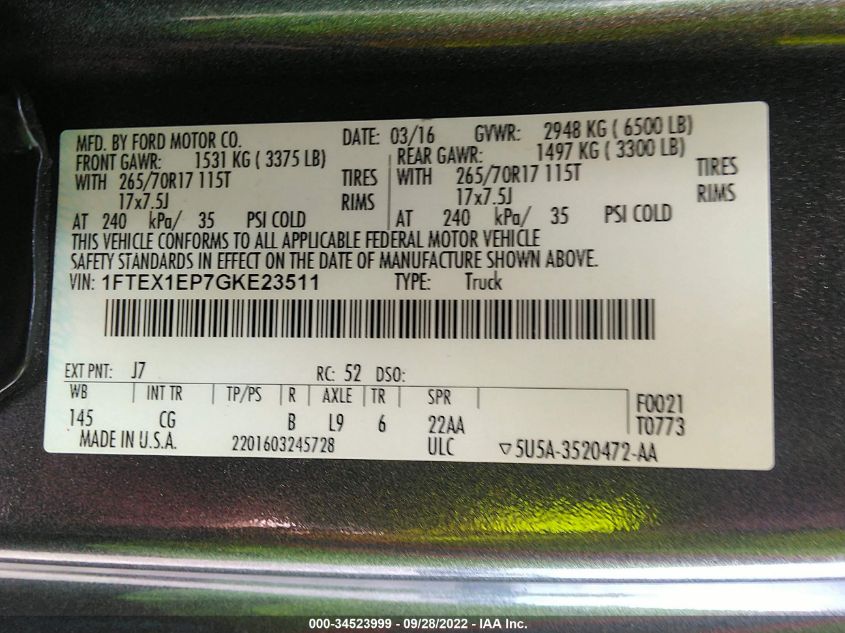 MFD. BY FORD MOTOR CO. DATE: 03/16 GVWR: 2948 KG ( 6500 LB)
FRONT GAWR: 1531 KG ( 3375 LB) REAR GAWR: 1497 KG ( 3300 LB)
WITH 265/70R17 115T TIRES WITH 265/70R17 115T TIRES
17x7.5J RIMS 17x7.5J RIMS
AT 240 kPa/ 35 PSI COLD AT 240 kPa/ 35 PSI COLD
THIS VEHICLE CONFORMS TO ALL APPLICABLE FEDERAL MOTOR VEHICLE
SAFETY STANDARDS IN EFFECT ON THE DATE OF MANUFACTURE SHOWN ABOVE.
VIN: 1FTEX1EP7GKE23511 TYPE: Truck
EXT PNT: J7 RC: 52 DSO:
WB INT TR TP/PS R AXLE TR SPR F0021
145 CG B L9 6 22AA T0773
MADE IN U.S.A. 2201603245728 ULC ▽5U5A-3520472-AA
000-34523999 — 09/28/2022 — IAA Inc.